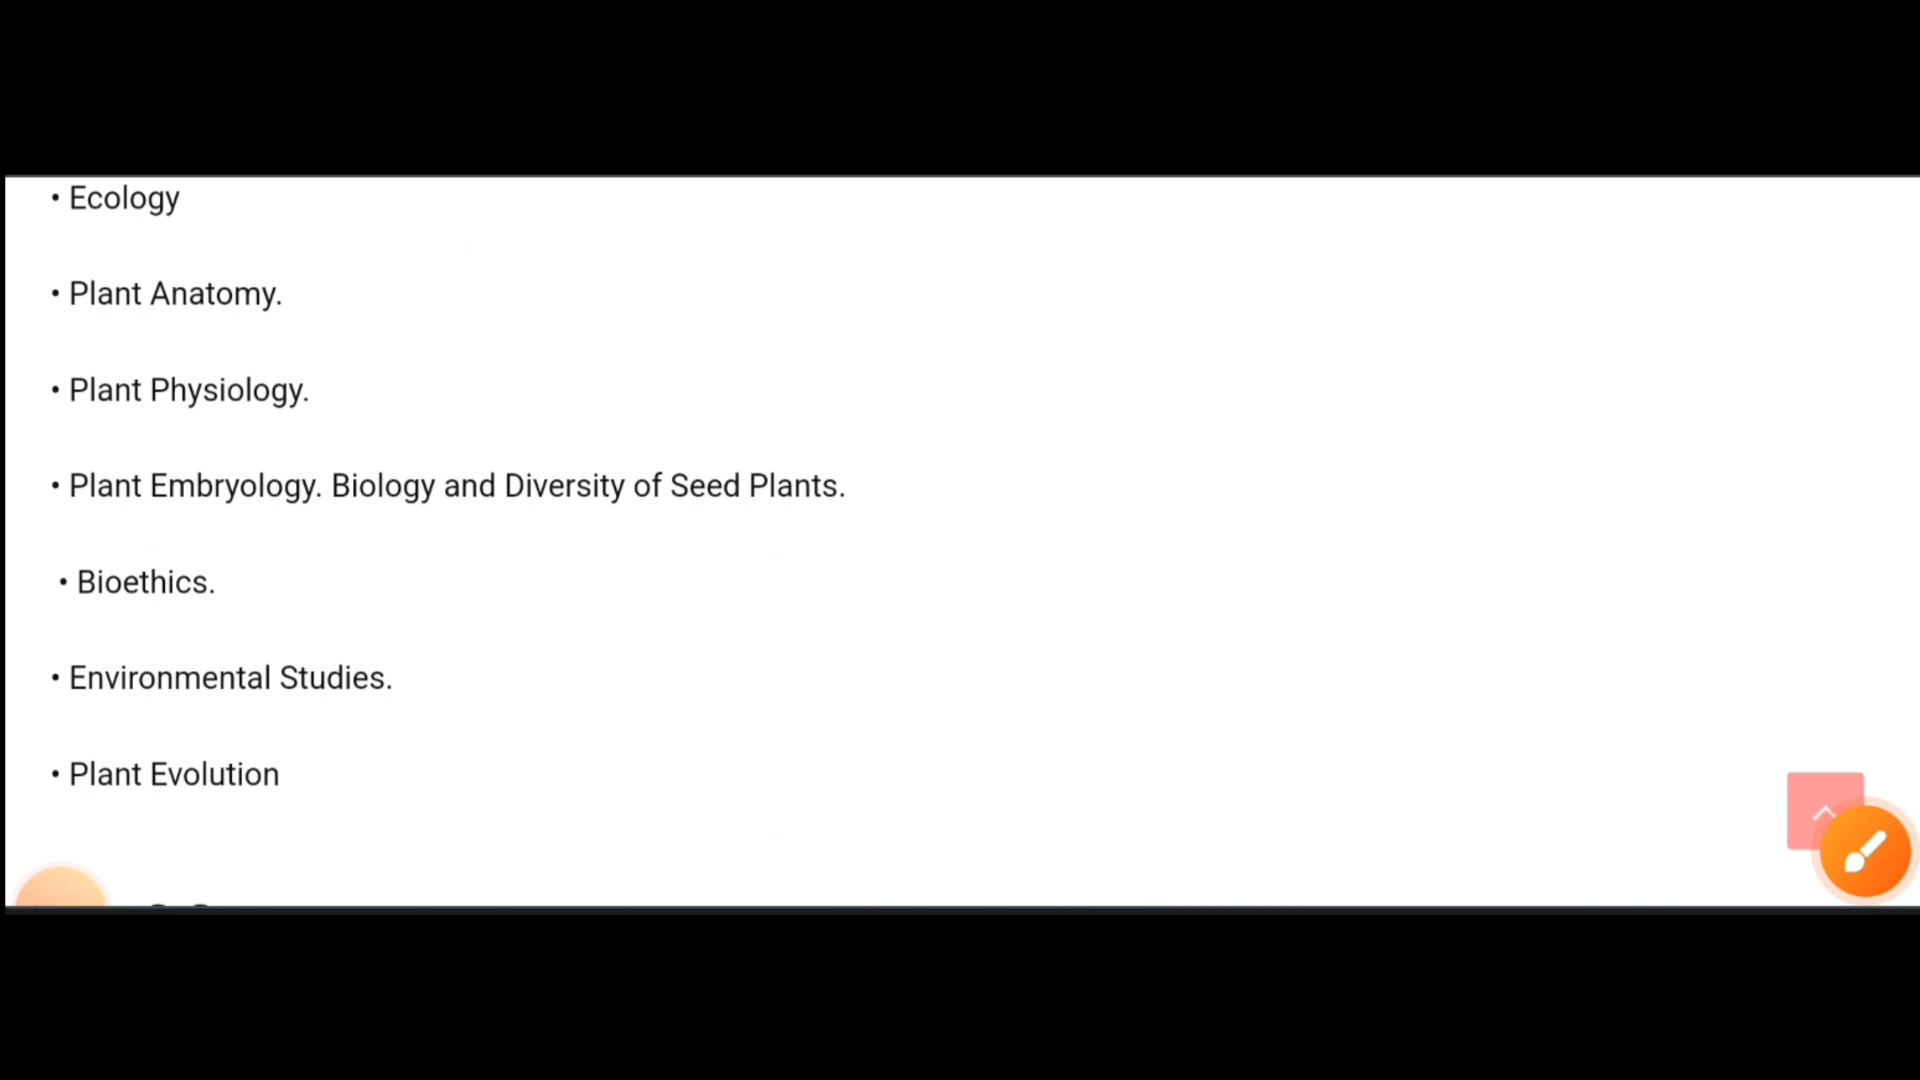 • Ecology
• Plant Anatomy.
• Plant Physiology.
• Plant Embryology. Biology and Diversity of Seed Plants.
• Bioethics.
• Environmental Studies.
• Plant Evolution